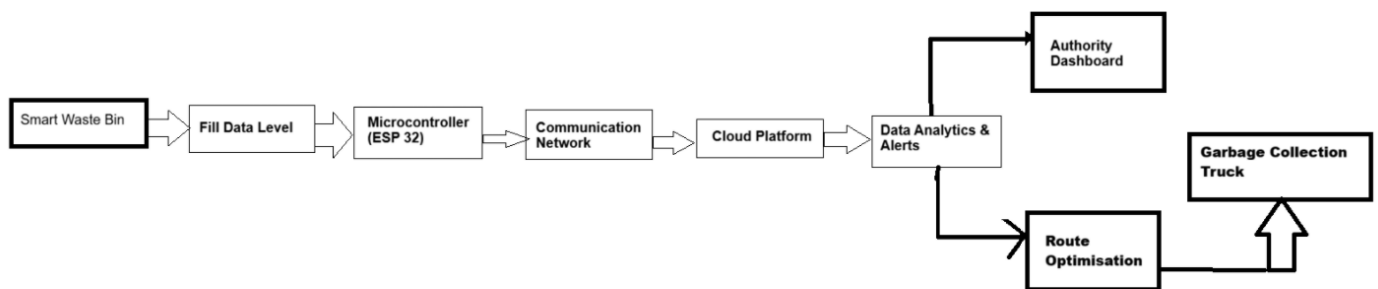 Smart Waste Bin
Fill Data Level
Microcontroller
(ESP 32)
Communication
Network
Cloud Platform
Data Analytics &
Alerts
Authority
Dashboard
Route
Optimisation
Garbage Collection
Truck